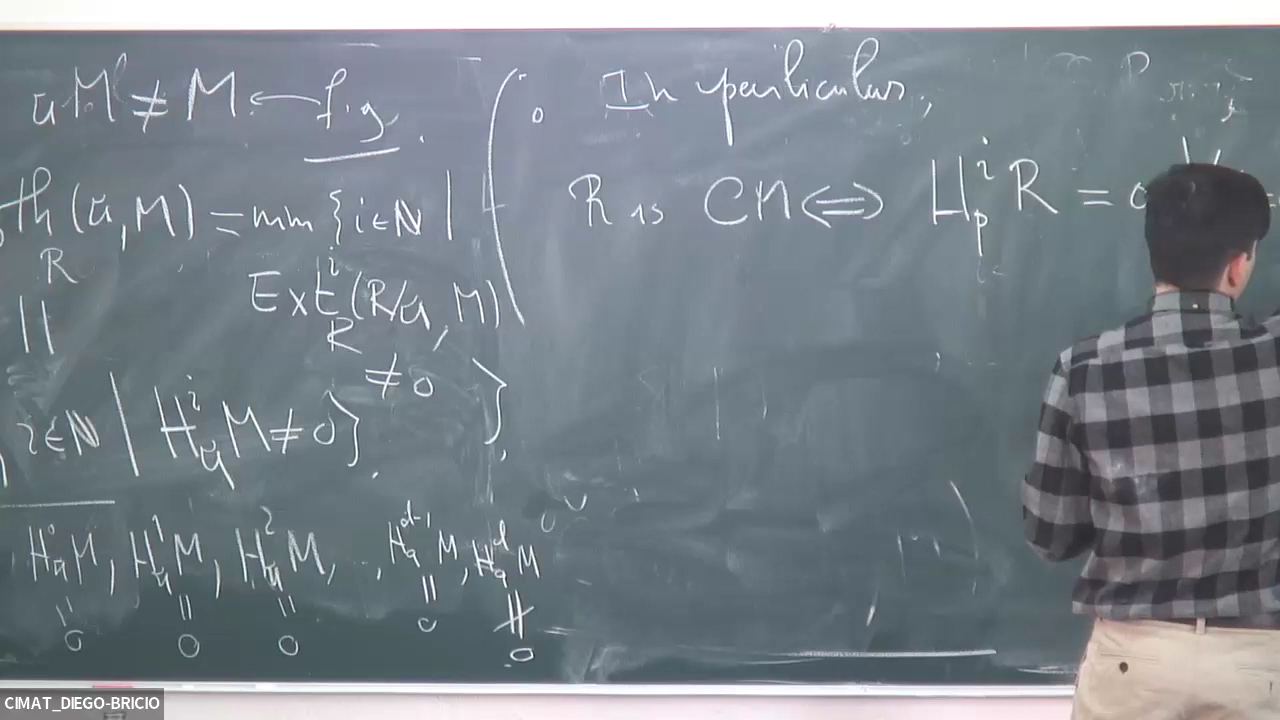 𝔞M ≠ M ← f.g.
th_R(𝔞, M) = min {i∈ℕ |
Ext^i_R(R/𝔞, M)
≠ 0 }
||
i∈ℕ | H^i_𝔞 M ≠ 0}.
H^0_𝔞 M, H^1_𝔞 M, H^2_𝔞 M, ..., H^{d-1}_𝔞 M, H^d_𝔞 M
= 0 = 0 = 0 = 0 ≠ 0
In particular,
R is CM ⟺ H^i_p R = 0
CIMAT_DIEGO-BRICIO